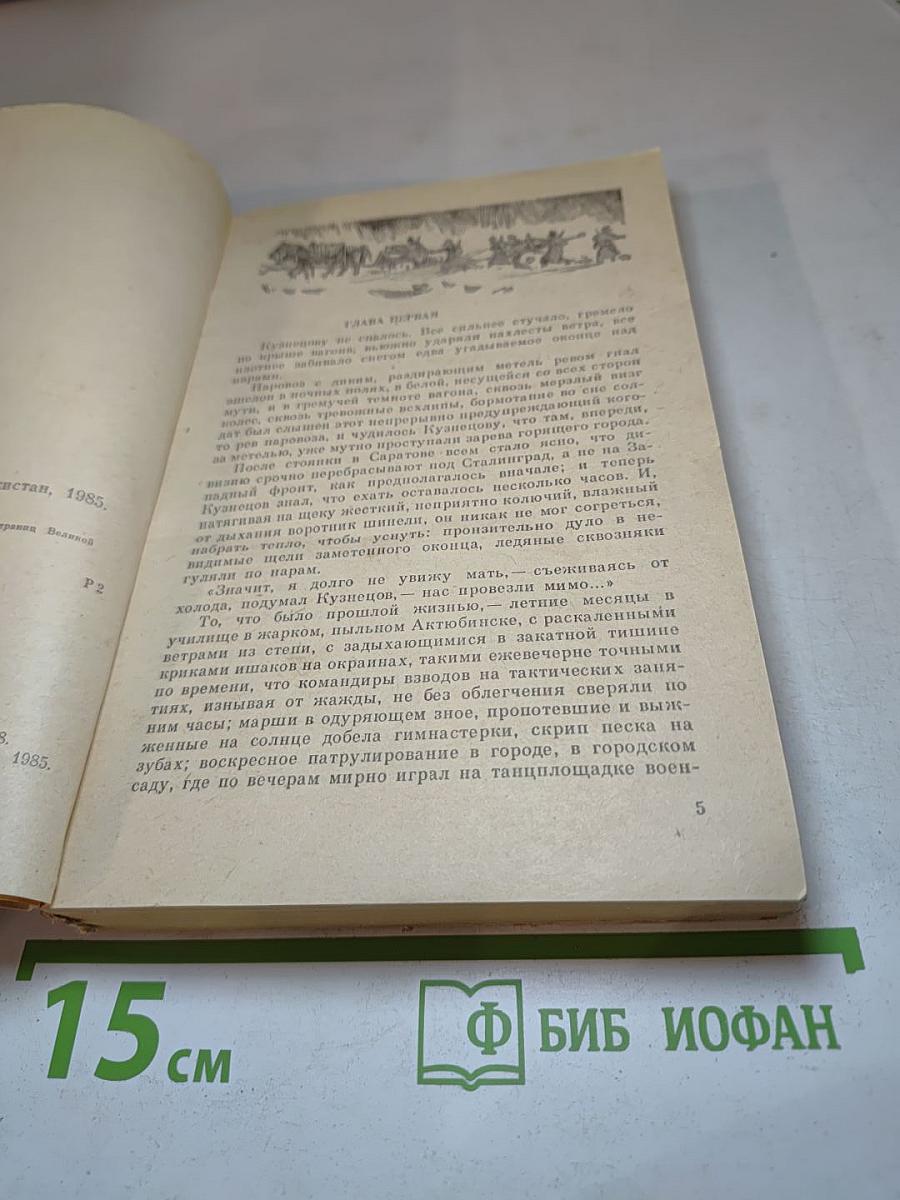 кистан, 1985.
страниц Великой
Р2
8.
1985.
ГЛАВА ПЕРВАЯ
Кузнецову не спалось. Все сильнее стучало, гремело
по крыше вагона, вьюжно ударяли нахлесты ветра, все
плотнее забивало снегом едва угадываемое оконце над
нарами.
Паровоз с диким, раздирающим метель ревом гнал
эшелон в ночных полях, в белой, несущейся со всех сторон
мути, и в гремучей темноте вагона, сквозь мерзлый визг
колес, сквозь тревожные всхлипы, бормотание во сне сол-
дат был слышен этот непрерывно предупреждающий кого-
то рев паровоза, и чудилось Кузнецову, что там, впереди,
за метелью, уже мутно проступали зарева горящего города.
После стоянки в Саратове всем стало ясно, что ди-
визию срочно перебрасывают под Сталинград, а не на За-
падный фронт, как предполагалось вначале; и теперь
Кузнецов знал, что ехать оставалось несколько часов. И,
натягивая на щеку жесткий, неприятно колючий, влажный
от дыхания воротник шинели, он никак не мог согреться,
набрать тепло, чтобы уснуть: пронзительно дуло в не-
видимые щели заметенного оконца, ледяные сквозняки
гуляли по нарам.
«Значит, я долго не увижу мать,— съеживаясь от
холода, подумал Кузнецов,— нас провезли мимо...»
То, что было прошлой жизнью,— летние месяцы в
училище в жарком, пыльном Актюбинске, с раскаленными
ветрами из степи, с задыхающимися в закатной тишине
криками ишаков на окраинах, такими ежевечерне точными
по времени, что командиры взводов на тактических заня-
тиях, изнывая от жажды, не без облегчения сверяли по
ним часы; марши в одуряющем зное, пропотевшие и выж-
женные на солнце добела гимнастерки, скрип песка на
зубах; воскресное патрулирование в городе, в городском
саду, где по вечерам мирно играл на танцплощадке воен-
5
15 см
Ф БИБ ИОФАН